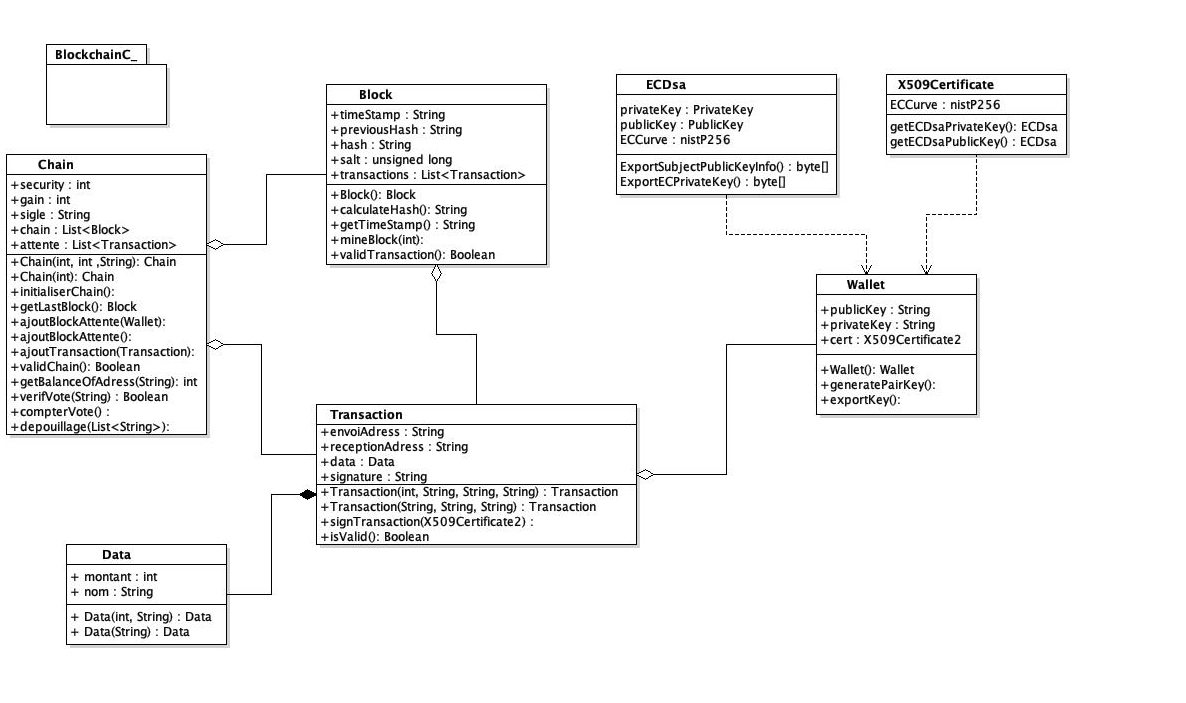 BlockchainC_
Chain
+security : int
+gain : int
+sigle : String
+chain : List<Block>
+attente : List<Transaction>
+Chain(int, int ,String): Chain
+Chain(int): Chain
+initialiserChain():
+getLastBlock(): Block
+ajoutBlockAttente(Wallet):
+ajoutBlockAttente():
+ajoutTransaction(Transaction):
+validChain(): Boolean
+getBalanceOfAdress(String): int
+verifVote(String) : Boolean
+compterVote() :
+depouillage(List<String>):
Block
+timeStamp : String
+previousHash : String
+hash : String
+salt : unsigned long
+transactions : List<Transaction>
+Block(): Block
+calculateHash(): String
+getTimeStamp() : String
+mineBlock(int):
+validTransaction(): Boolean
ECDsa
privateKey : PrivateKey
publicKey : PublicKey
ECCurve : nistP256
ExportSubjectPublicKeyInfo() : byte[]
ExportECPrivateKey() : byte[]
X509Certificate
ECCurve : nistP256
getECDsaPrivateKey(): ECDsa
getECDsaPublicKey() : ECDsa
Wallet
+publicKey : String
+privateKey : String
+cert : X509Certificate2
+Wallet(): Wallet
+generatePairKey():
+exportKey():
Transaction
+envoiAdress : String
+receptionAdress : String
+data : Data
+signature : String
+Transaction(int, String, String, String) : Transaction
+Transaction(String, String, String) : Transaction
+signTransaction(X509Certificate2) :
+isValid(): Boolean
Data
+ montant : int
+ nom : String
+ Data(int, String) : Data
+ Data(String) : Data